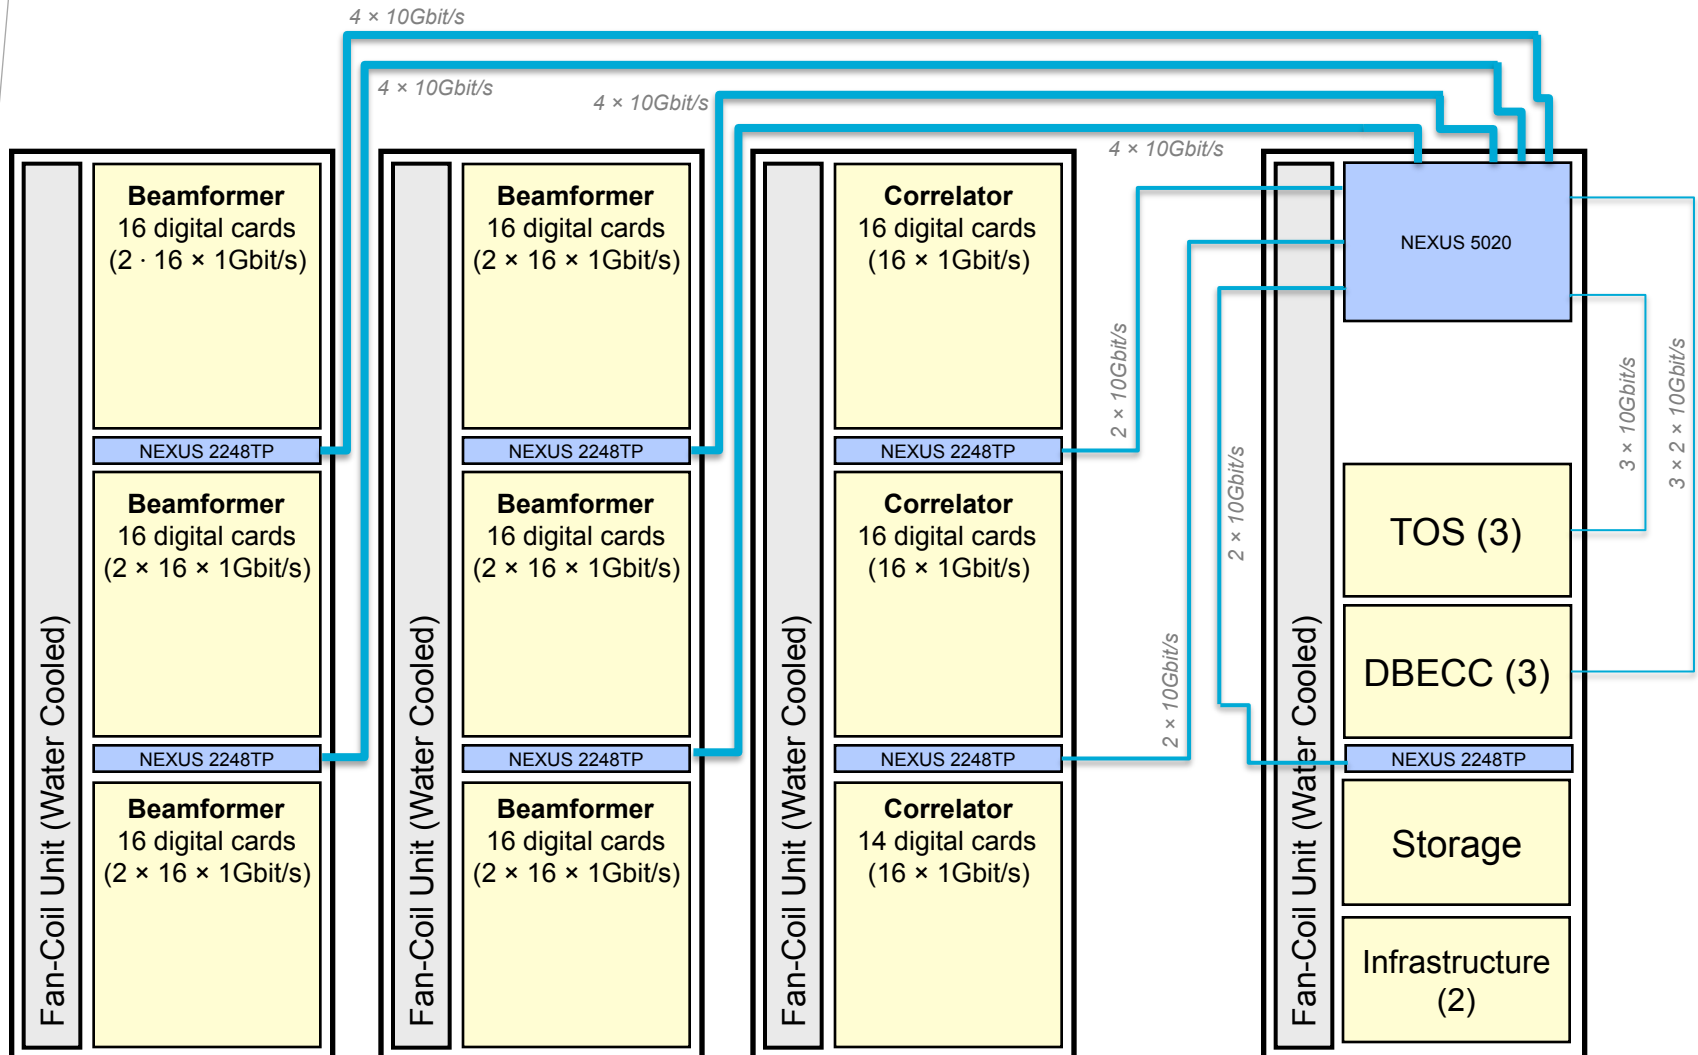 4 × 10Gbit/s
4 × 10Gbit/s
4 × 10Gbit/s
4 × 10Gbit/s
Fan-Coil Unit (Water Cooled)
Beamformer
16 digital cards
(2 · 16 × 1Gbit/s)
NEXUS 2248TP
Beamformer
16 digital cards
(2 × 16 × 1Gbit/s)
NEXUS 2248TP
Beamformer
16 digital cards
(2 × 16 × 1Gbit/s)
Fan-Coil Unit (Water Cooled)
Beamformer
16 digital cards
(2 × 16 × 1Gbit/s)
NEXUS 2248TP
Beamformer
16 digital cards
(2 × 16 × 1Gbit/s)
NEXUS 2248TP
Beamformer
16 digital cards
(2 × 16 × 1Gbit/s)
Fan-Coil Unit (Water Cooled)
Correlator
16 digital cards
(16 × 1Gbit/s)
NEXUS 2248TP
Correlator
16 digital cards
(16 × 1Gbit/s)
NEXUS 2248TP
Correlator
14 digital cards
(16 × 1Gbit/s)
2 × 10Gbit/s
2 × 10Gbit/s
2 × 10Gbit/s
Fan-Coil Unit (Water Cooled)
NEXUS 5020
TOS (3)
DBECC (3)
NEXUS 2248TP
Storage
Infrastructure
(2)
3 × 10Gbit/s
3 × 2 × 10Gbit/s